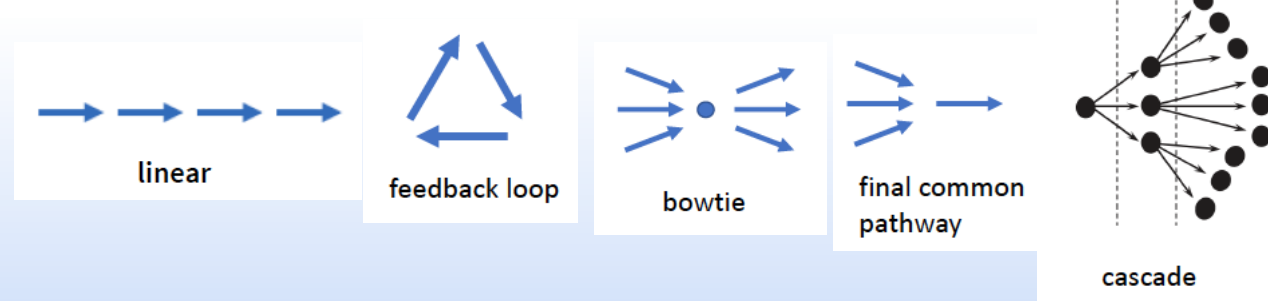 linear
feedback loop
bowtie
final common
pathway
cascade